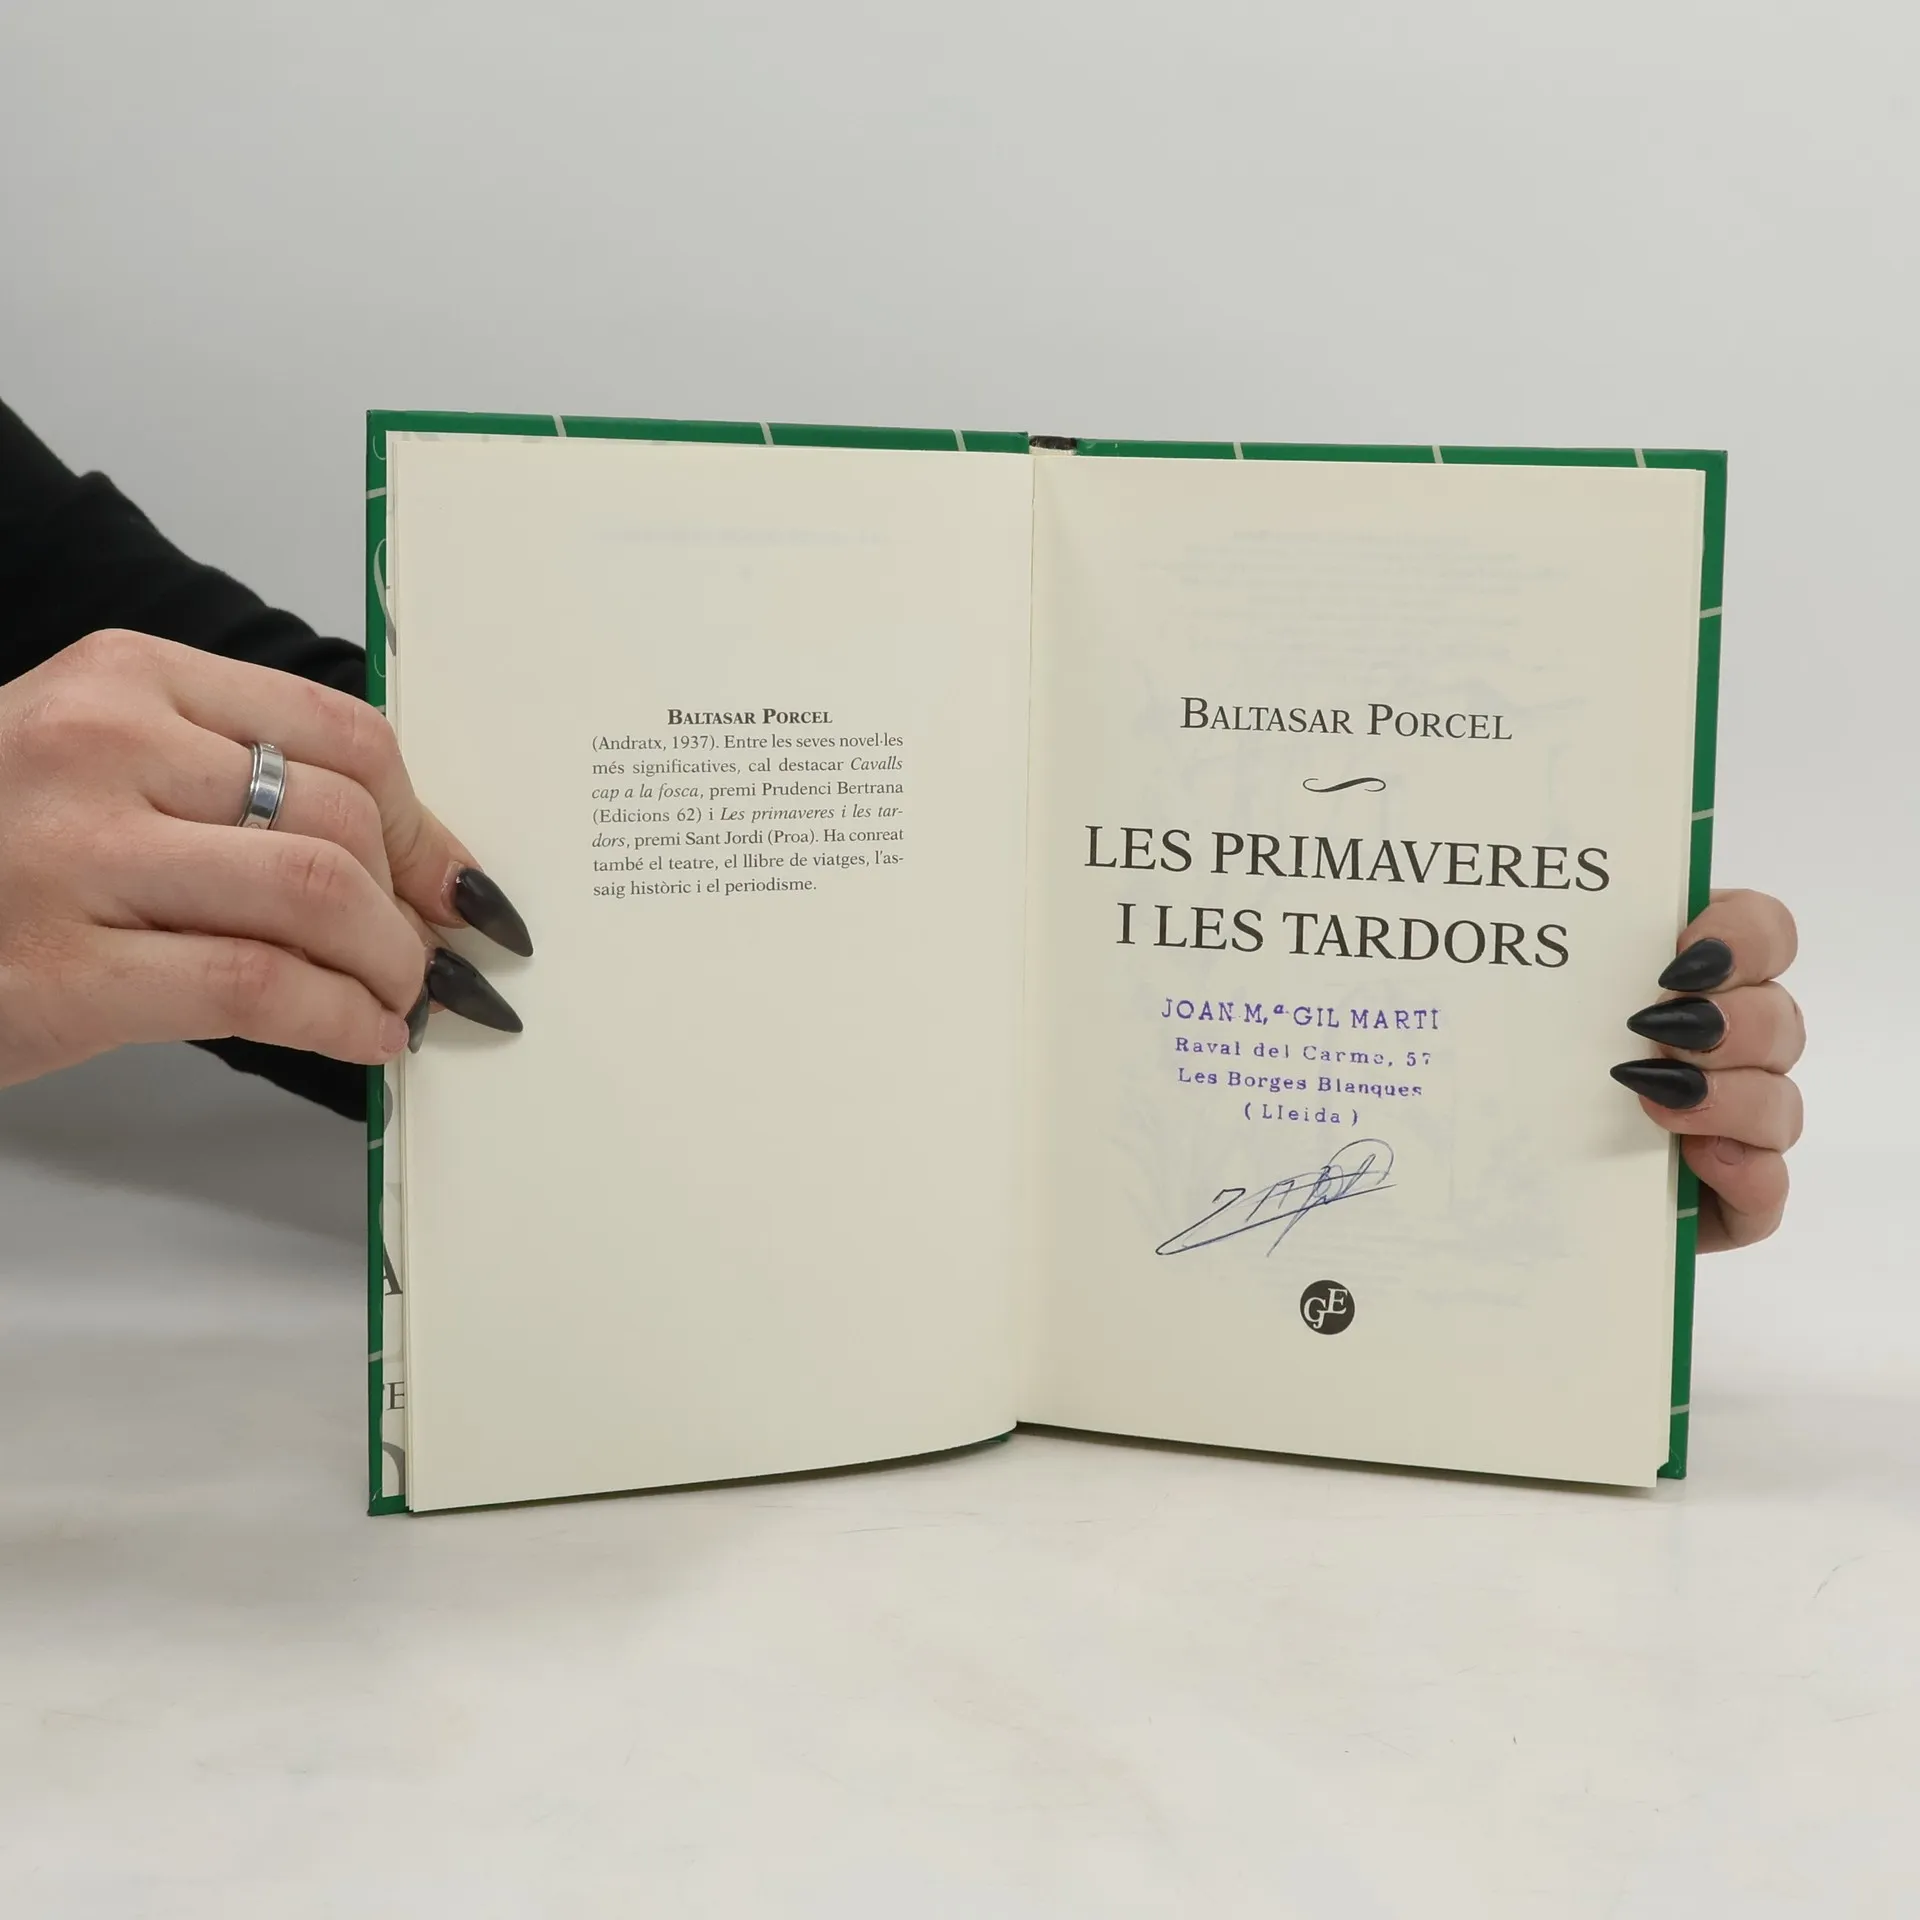 BALTASAR PORCEL
(Andratx, 1937). Entre les seves novel·les
més significatives, cal destacar Cavalls
cap a la fosca, premi Prudenci Bertrana
(Edicions 62) i Les primaveres i les tar-
dors, premi Sant Jordi (Proa). Ha conreat
també el teatre, el llibre de viatges, l'as-
saig històric i el periodisme.
BALTASAR PORCEL
LES PRIMAVERES
I LES TARDORS
JOAN M,ª GIL MARTÍ
Raval del Carme, 57
Les Borges Blanques
(Lleida)
GE